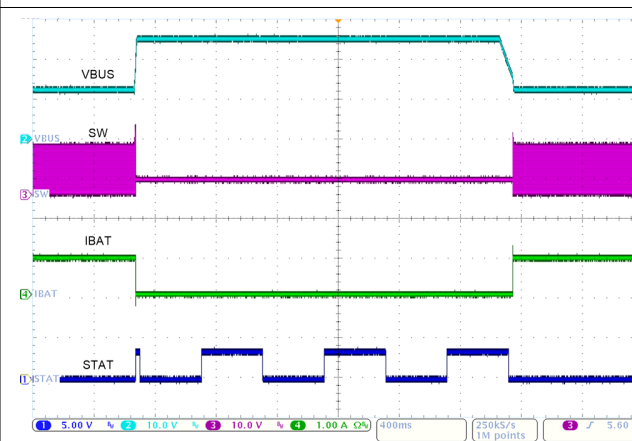 VBUS
SW
2 VBUS
3 SW
IBAT
4 IBAT
STAT
1 STAT
1 5.00 V 2 10.0 V 3 10.0 V 4 1.00 A Ω 400ms 250kS/s 3 5.60
1M points